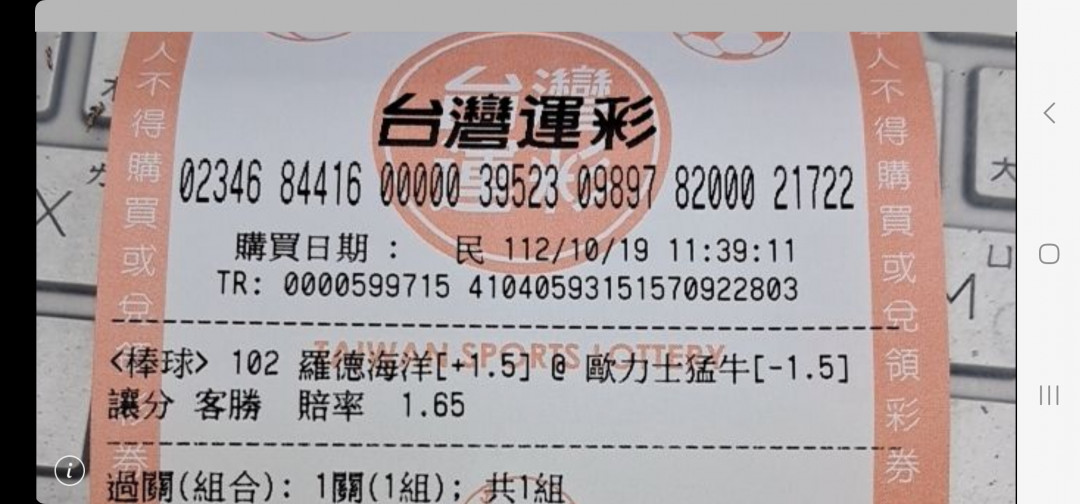 台灣運彩
02346 84416 00000 39523 09897 82000 21722
購買日期 : 民 112/10/19 11:39:11
TR: 0000599715 41040593151570922803
TAIWAN SPORTS LOTTERY
<棒球> 102 羅德海洋[+1.5] @ 歐力士猛牛[-1.5]
讓分 客勝 賠率 1.65
過關(組合): 1關(1組); 共1組
人不得購買或兌領彩券
人不得購買或兌領彩券
X
M